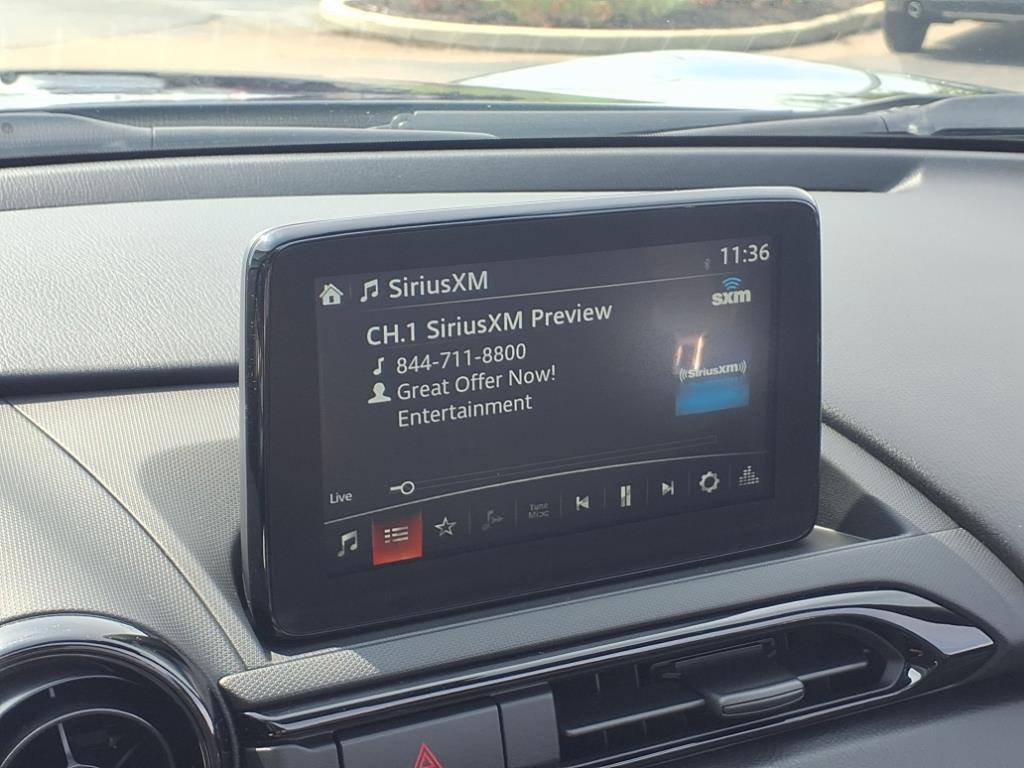 SiriusXM
11:36
sxm
CH.1 SiriusXM Preview
844-711-8800
Great Offer Now!
Entertainment
SiriusXM
Live
Tune
Mix